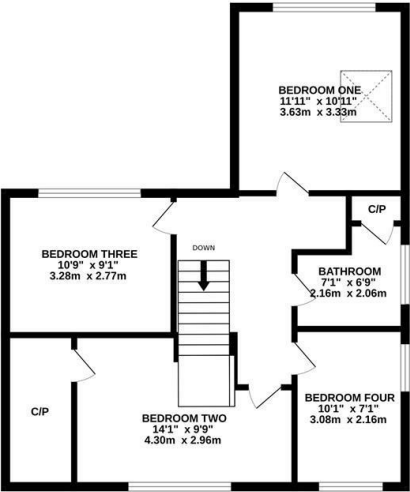 BEDROOM ONE
11'11" x 10'11"
3.63m x 3.33m
C/P
DOWN
BEDROOM THREE
10'9" x 9'1"
3.28m x 2.77m
BATHROOM
7'1" x 6'9"
2.16m x 2.06m
BEDROOM FOUR
10'1" x 7'1"
3.08m x 2.16m
C/P
BEDROOM TWO
14'1" x 9'9"
4.30m x 2.96m